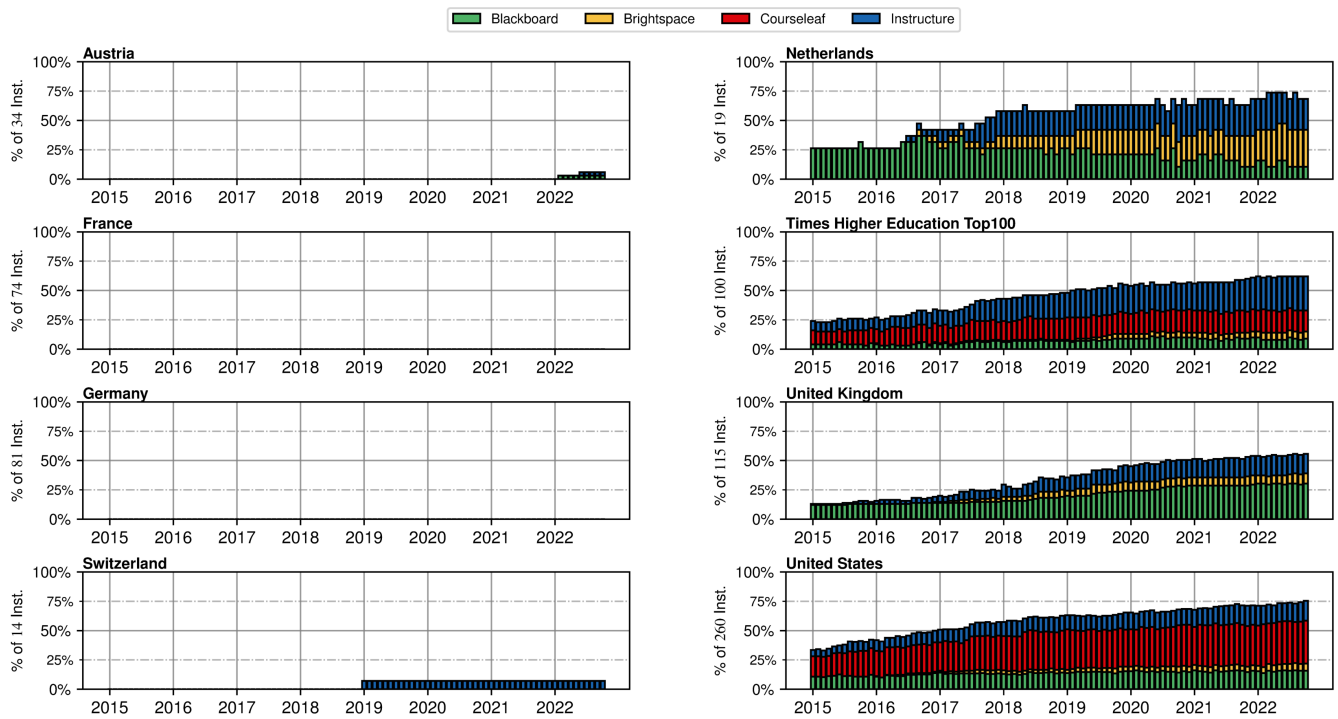 Blackboard Brightspace Courseleaf Instructure
Austria
100%
75%
50%
25%
0%
% of 34 Inst.
2015 2016 2017 2018 2019 2020 2021 2022
Netherlands
100%
75%
50%
25%
0%
% of 19 Inst.
2015 2016 2017 2018 2019 2020 2021 2022
France
100%
75%
50%
25%
0%
% of 74 Inst.
2015 2016 2017 2018 2019 2020 2021 2022
Times Higher Education Top100
100%
75%
50%
25%
0%
% of 100 Inst.
2015 2016 2017 2018 2019 2020 2021 2022
Germany
100%
75%
50%
25%
0%
% of 81 Inst.
2015 2016 2017 2018 2019 2020 2021 2022
United Kingdom
100%
75%
50%
25%
0%
% of 115 Inst.
2015 2016 2017 2018 2019 2020 2021 2022
Switzerland
100%
75%
50%
25%
0%
% of 14 Inst.
2015 2016 2017 2018 2019 2020 2021 2022
United States
100%
75%
50%
25%
0%
% of 260 Inst.
2015 2016 2017 2018 2019 2020 2021 2022